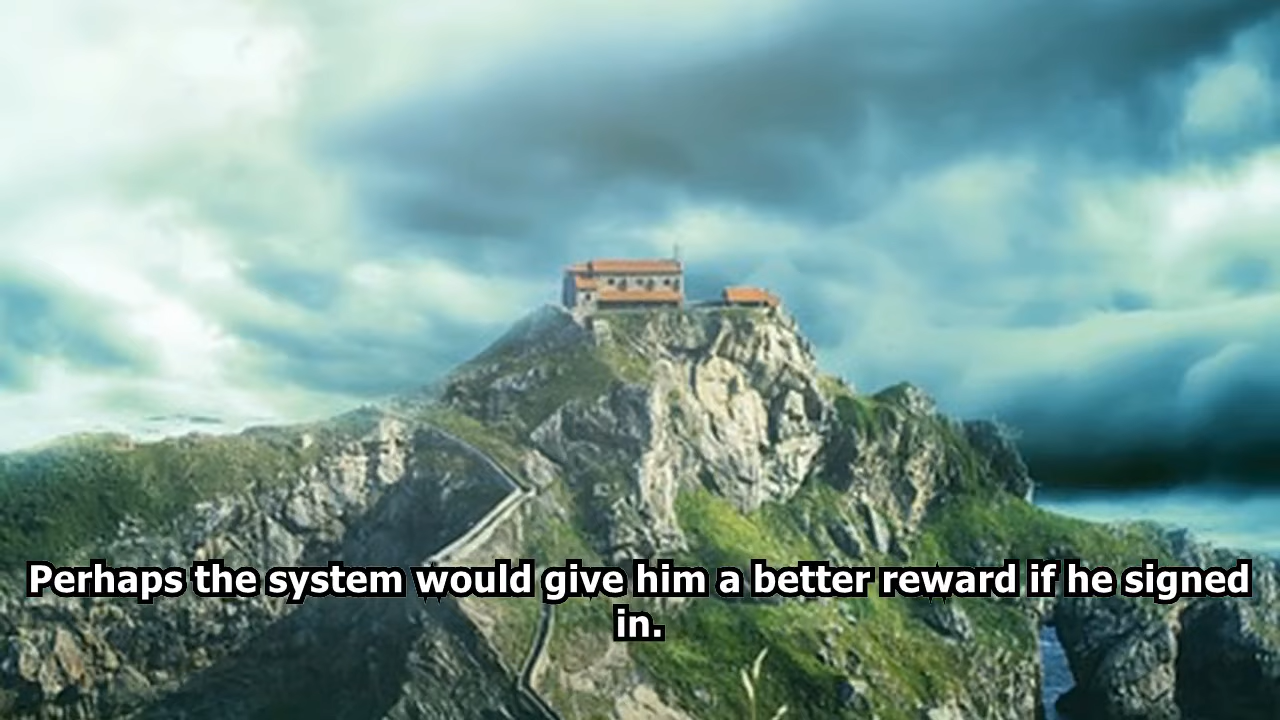 Perhaps the system would give him a better reward if he signed
in.